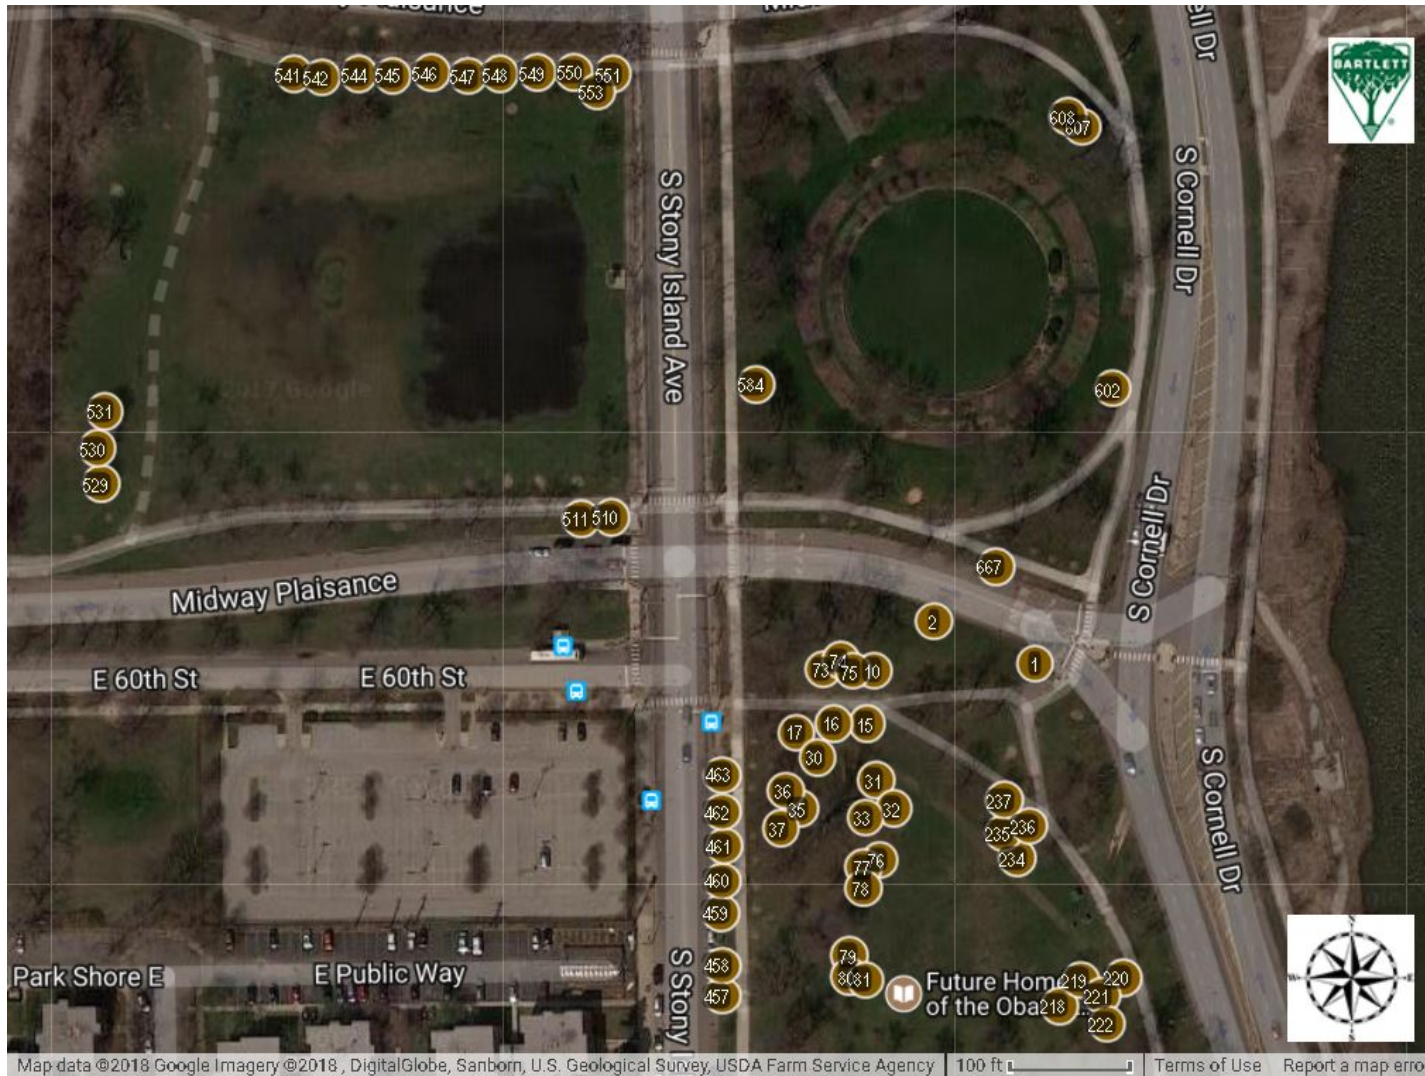 S Cornell Dr
BARTLETT
541 542 544 545 546 547 548 549 550 551
553
608
607
S Cornell Dr
S Stony Island Ave
584
602
531
530
529
511 510
S Cornell Dr
667
Midway Plaisance
2
1
73 74 75 10
E 60th St
E 60th St
17 16 15
30
463
36 31
237
462
35 33 32
37 235 236
461
77 76
234
460
78
459
S Cornell Dr
79
458
80 81
Park Shore E
E Public Way
S Stony I
457
Future Home
of the Oba
219 220
218 221
222
Map data ©2018 Google Imagery ©2018 , DigitalGlobe, Sanborn, U.S. Geological Survey, USDA Farm Service Agency
100 ft
Terms of Use
Report a map erro